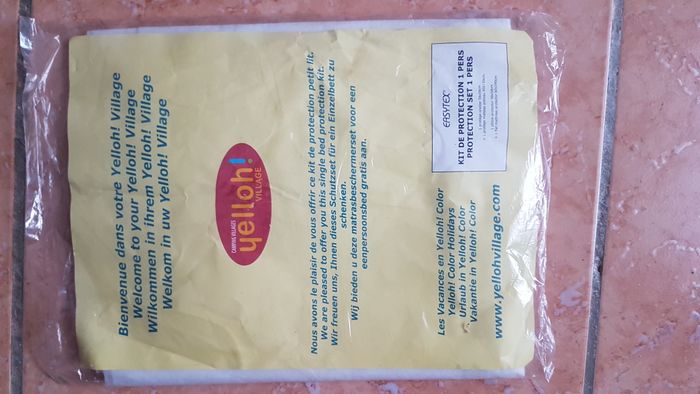 Bienvenue dans votre Yelloh! Village
Welcome to your Yelloh! Village
Wilkommen in ihrem Yelloh! Village
Welkom in uw Yelloh! Village
CAMPING VILLAGES
yelloh!
VILLAGE
Nous avons le plaisir de vous offrir ce kit de protection petit lit.
We are pleased to offer you this single bed protection kit.
Wir freuen uns, Ihnen dieses Schutzset für ein Einzelbett zu
schenken.
Wij bieden u deze matrasbeschermerset voor een
eenpersoonsbed gratis aan.
EASYTEX
KIT DE PROTECTION 1 PERS
PROTECTION SET 1 PERS
Les Vacances en Yelloh! Color
Yelloh! Color Holidays
Urlaub in Yelloh! Color
Vakantie in Yelloh! Color
www.yellohvillage.com